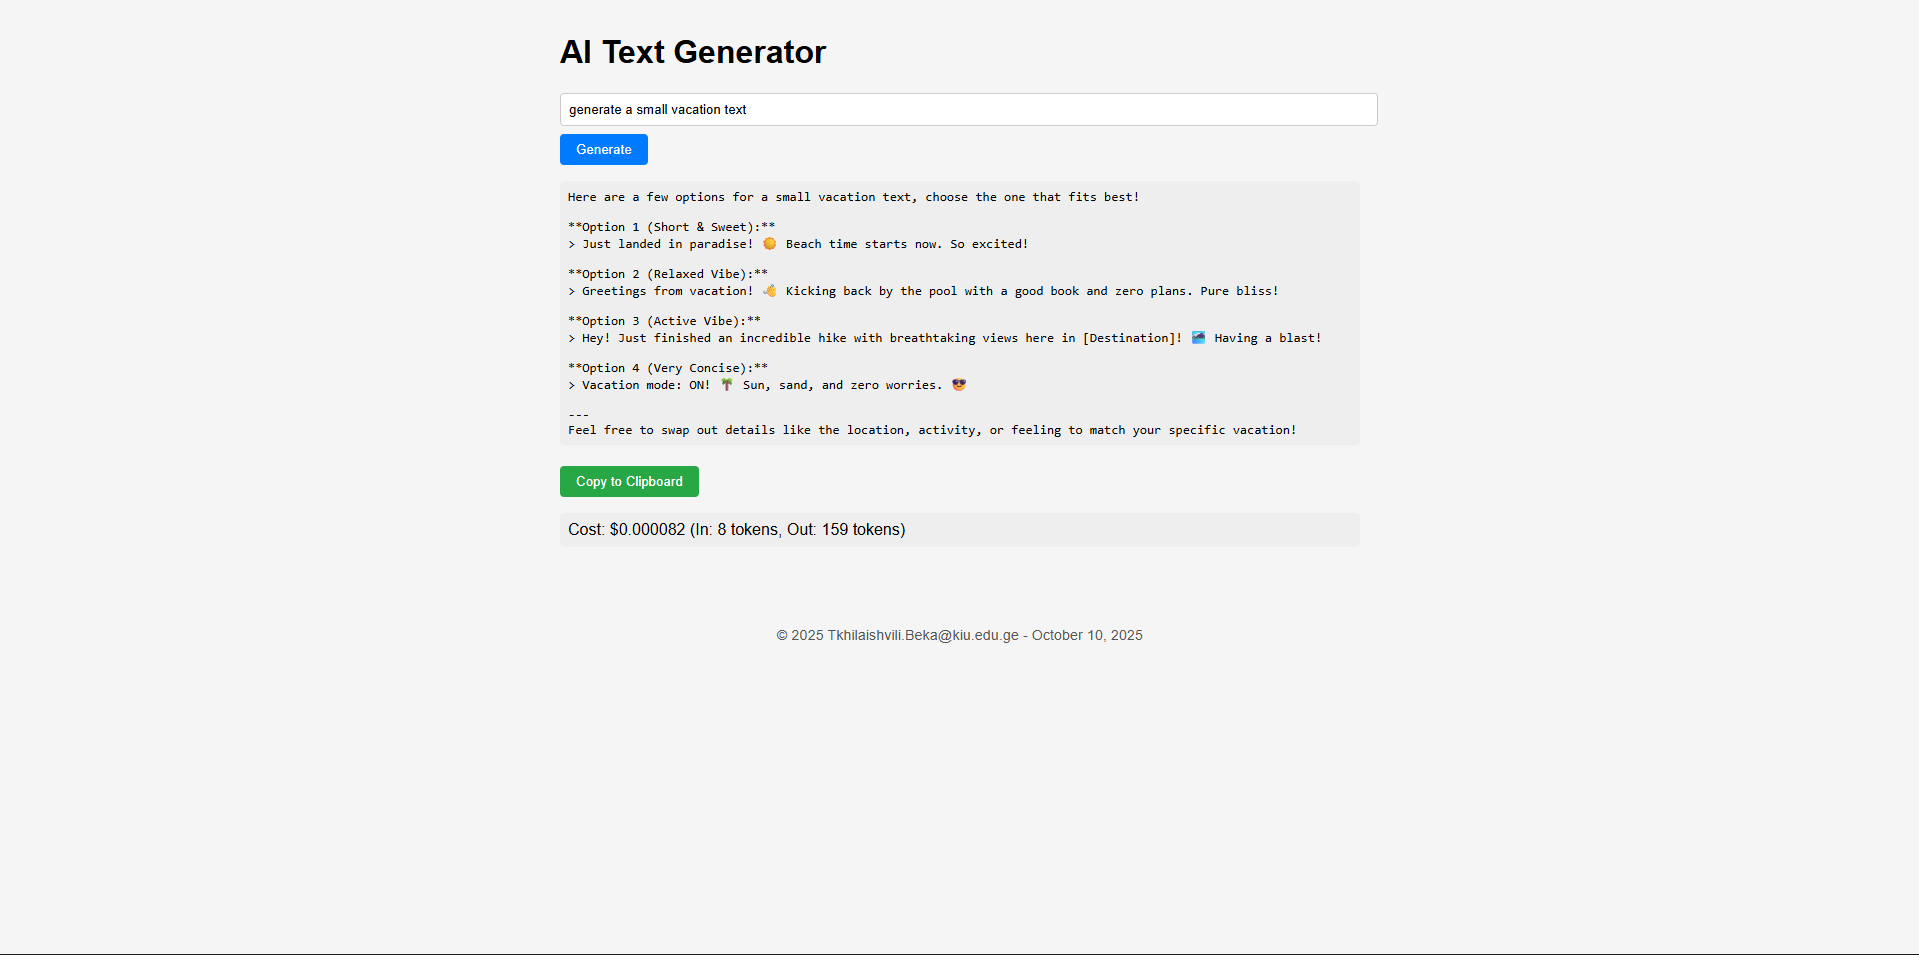 AI Text Generator
generate a small vacation text
Generate
Here are a few options for a small vacation text, choose the one that fits best!
**Option 1 (Short & Sweet):**
> Just landed in paradise! ☀️ Beach time starts now. So excited!
**Option 2 (Relaxed Vibe):**
> Greetings from vacation! 👋 Kicking back by the pool with a good book and zero plans. Pure bliss!
**Option 3 (Active Vibe):**
> Hey! Just finished an incredible hike with breathtaking views here in [Destination]! 🏞️ Having a blast!
**Option 4 (Very Concise):**
> Vacation mode: ON! 🌴 Sun, sand, and zero worries. 😎
---
Feel free to swap out details like the location, activity, or feeling to match your specific vacation!
Copy to Clipboard
Cost: $0.000082 (In: 8 tokens, Out: 159 tokens)
© 2025 Tkhilaishvili.Beka@kiu.edu.ge - October 10, 2025